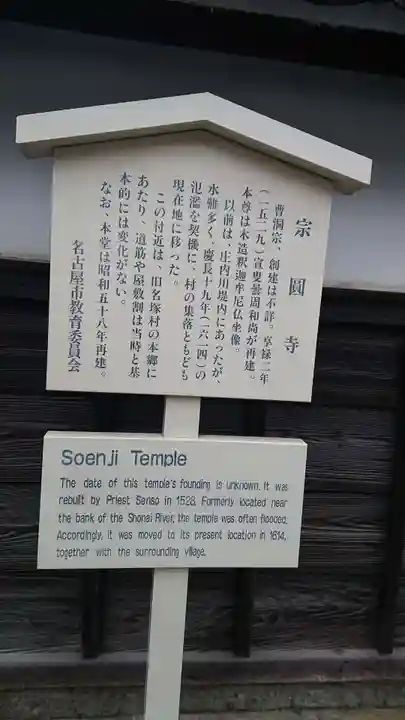 宗圓寺
曹洞宗、創建は不詳。享禄二年
(一五二九)宣叟曇周和尚が再建。
本尊は木造釈迦牟尼仏坐像。
以前は、庄内川堤内にあったが、
水難多く、慶長十九年(一六一四)の
氾濫を契機に、村の集落ともども
現在地に移った。
この付近は、旧名塚村の本郷に
あたり、道筋や屋敷割は当時と基
本的には変化がない。
なお、本堂は昭和五十八年再建。
名古屋市教育委員会
Soenji Temple
The date of this temple's founding is unknown. It was
rebuilt by Priest Senso in 1528. Formerly located near
the bank of the Shonai River, the temple was often flooded.
Accordingly, it was moved to its present location in 1614,
together with the surrounding village.